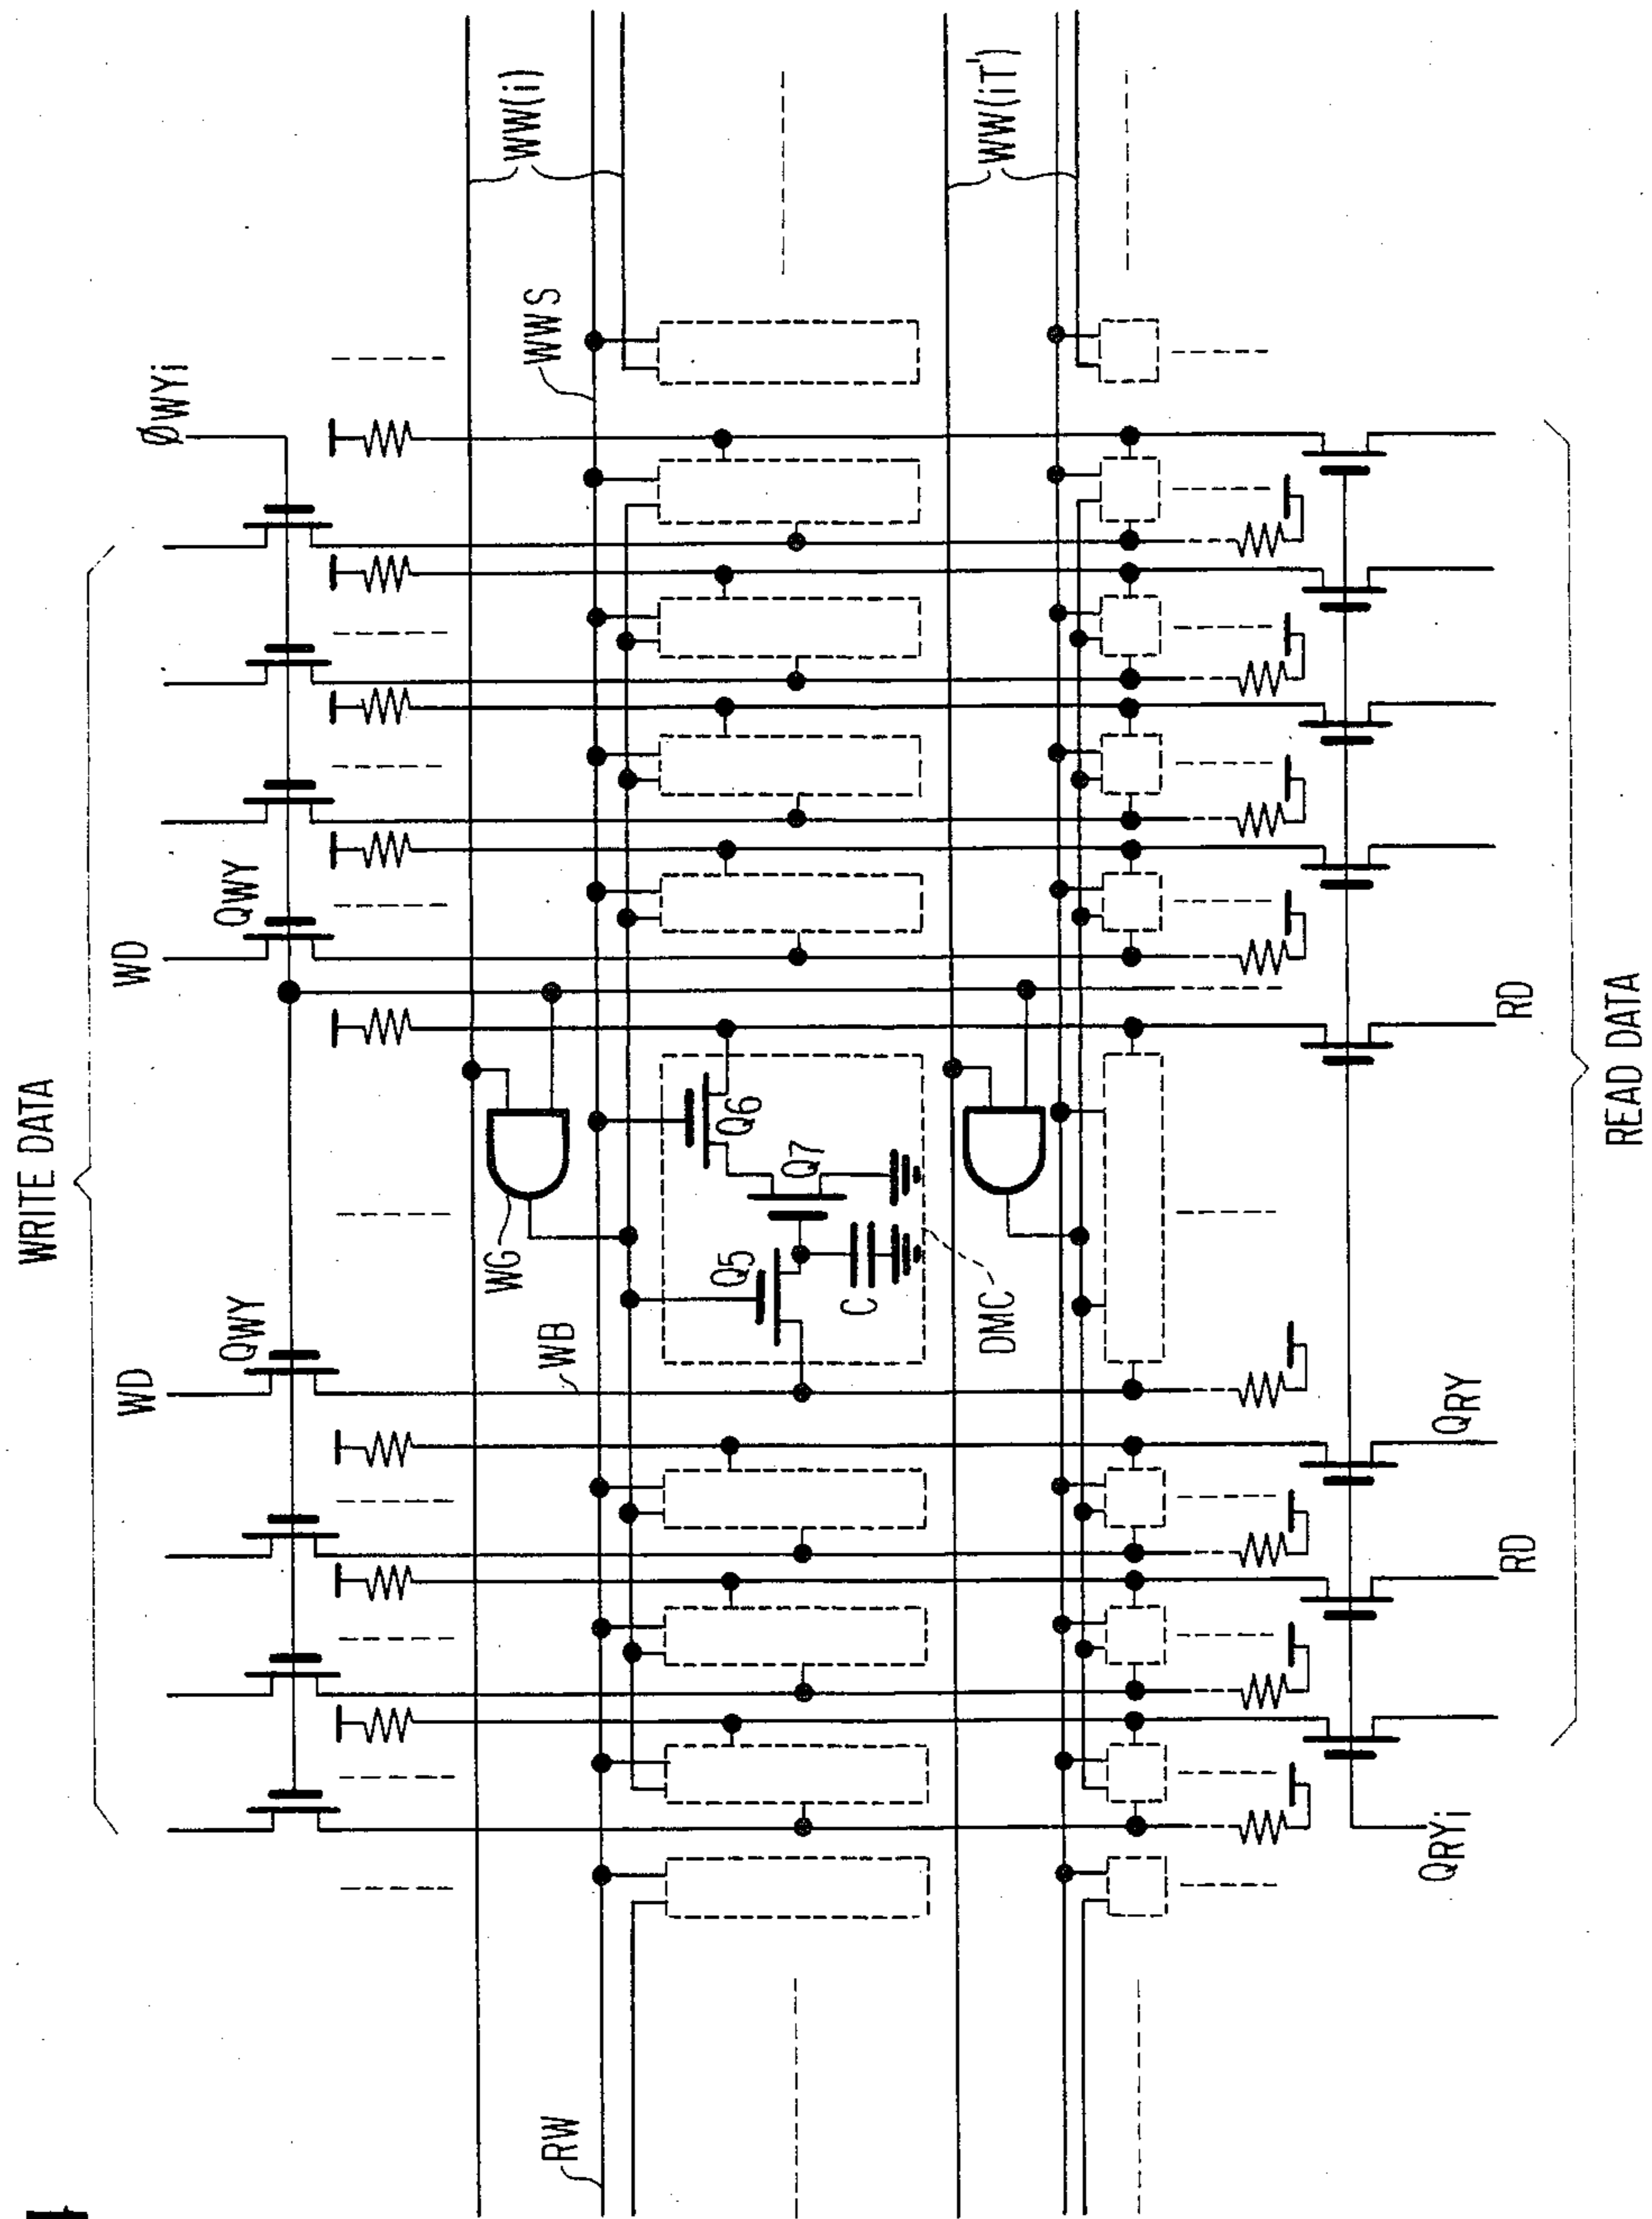 WRITE DATA
WD
QWY
WD
QWY
ØWYi
WG
WB
WWS
WW(i)
RW
Q5
Q6
Q7
C
DMC
WW(iT')
QRYi
RD
QRY
RD
READ DATA